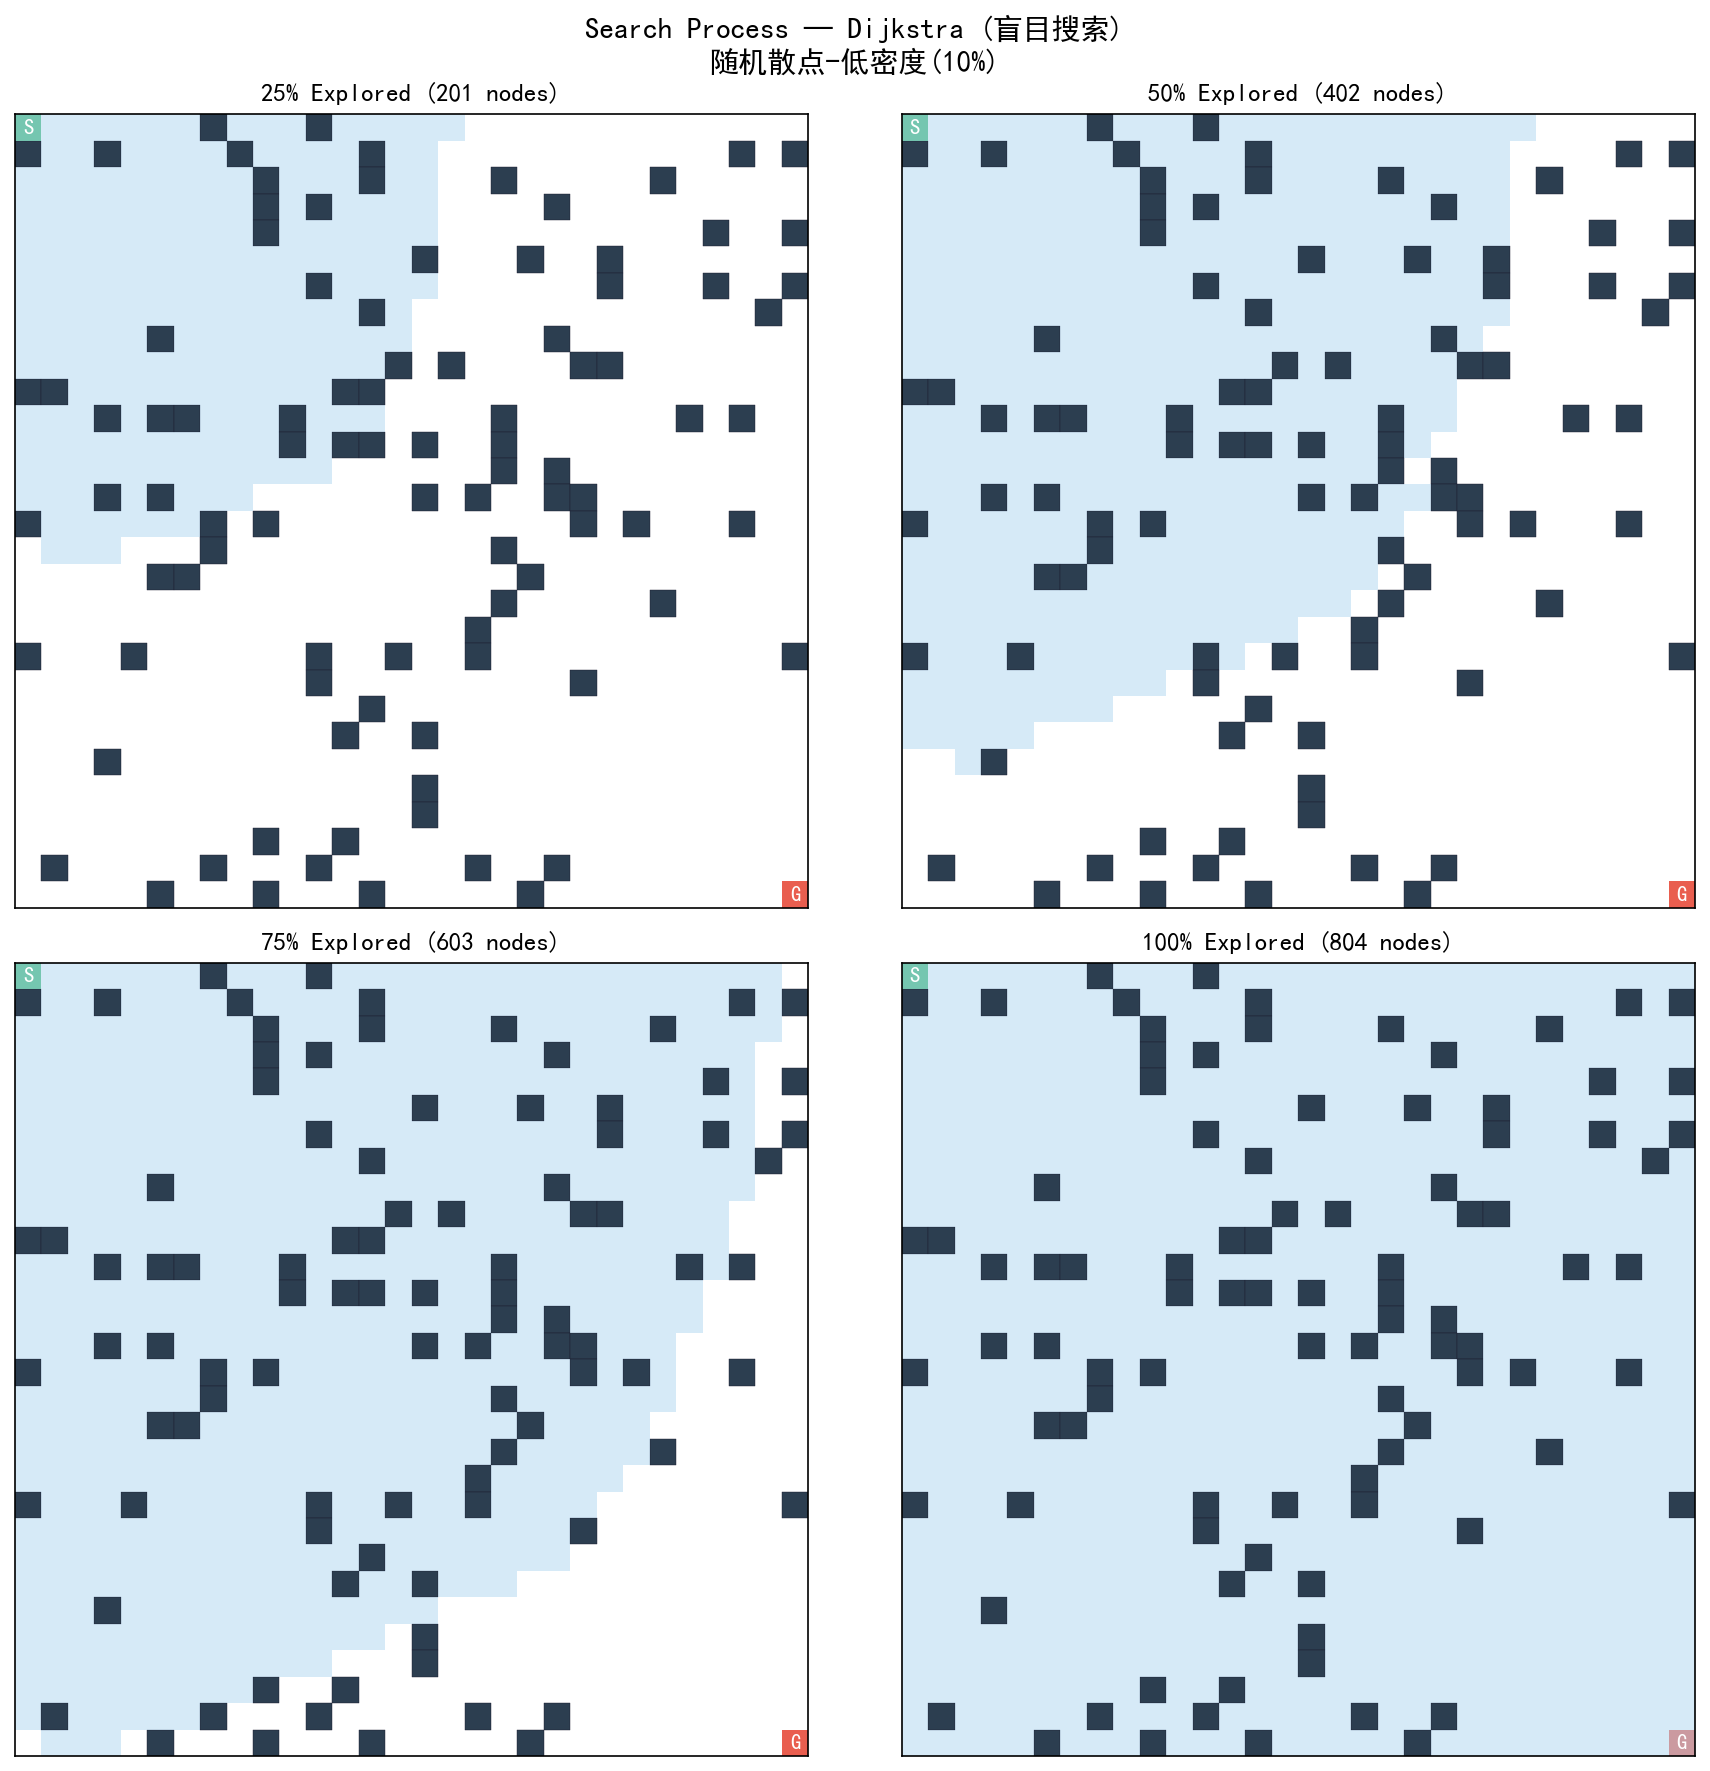 Search Process — Dijkstra (盲目搜索)
随机散点-低密度(10%)
25% Explored (201 nodes)
50% Explored (402 nodes)
S
S
G
G
75% Explored (603 nodes)
100% Explored (804 nodes)
S
S
G
G